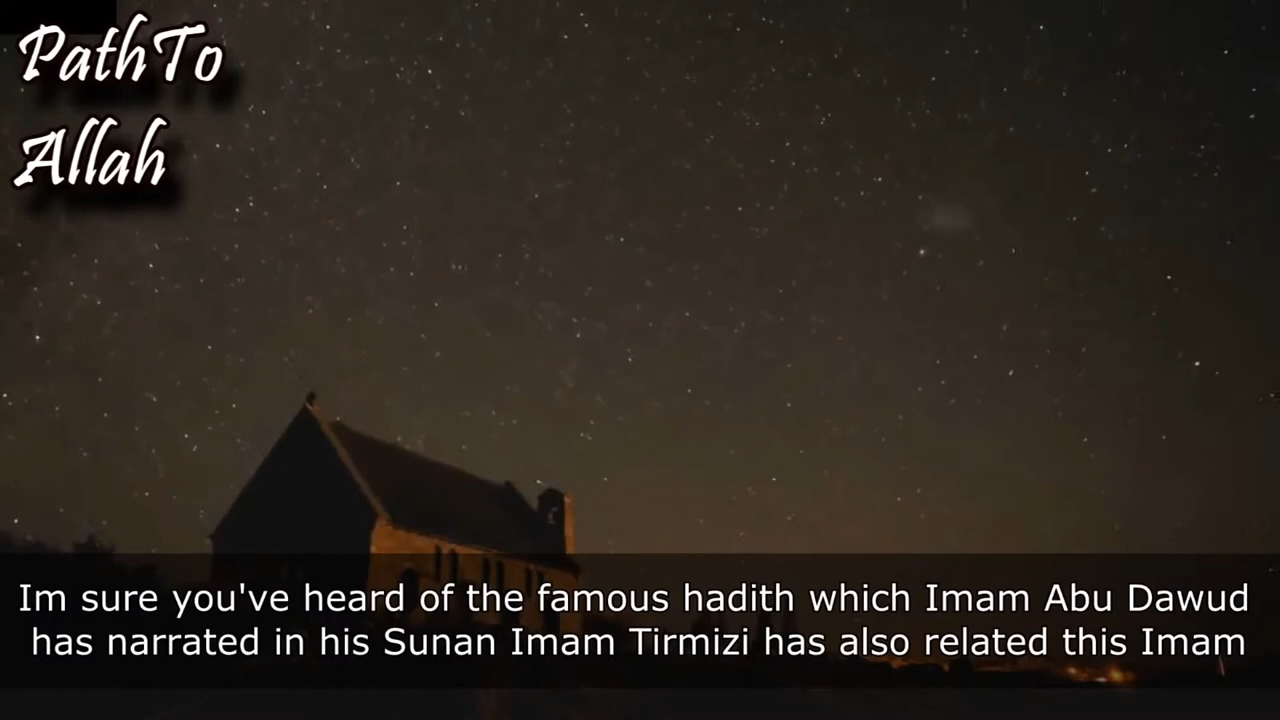 PathTo
Allah
Im sure you've heard of the famous hadith which Imam Abu Dawud
has narrated in his Sunan Imam Tirmizi has also related this Imam